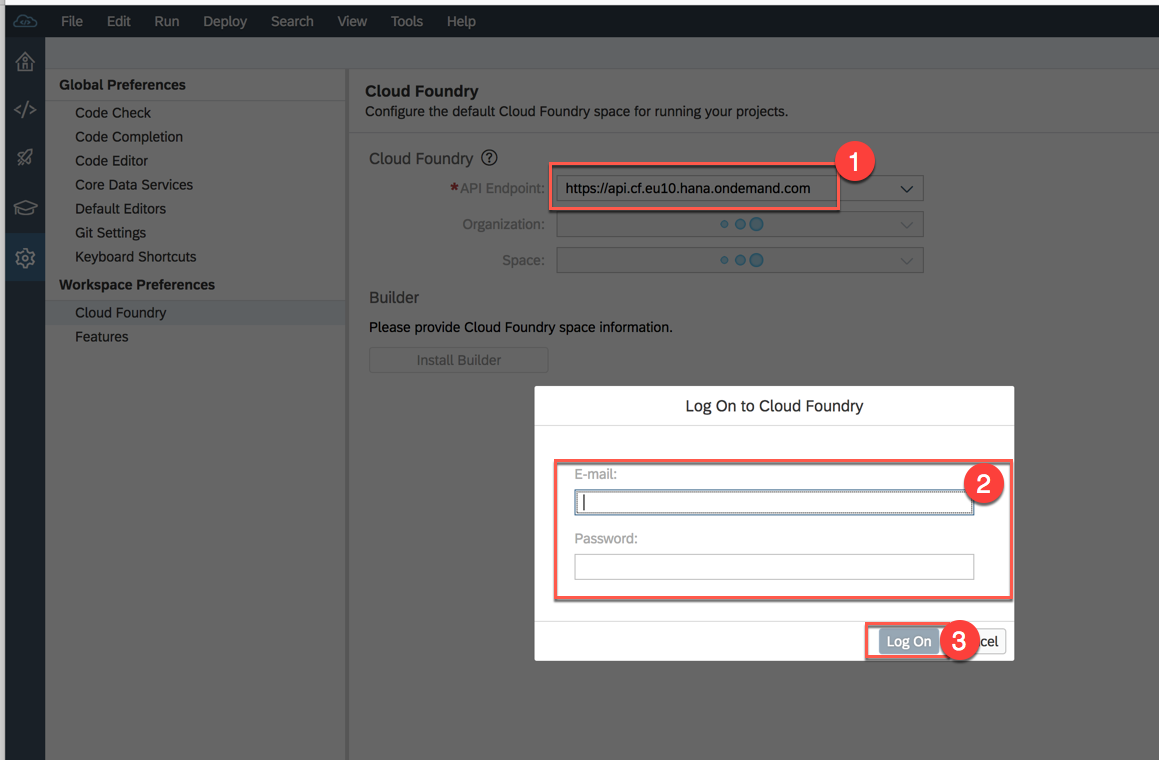 File Edit Run Deploy Search View Tools Help
Global Preferences
Code Check
Code Completion
Code Editor
Core Data Services
Default Editors
Git Settings
Keyboard Shortcuts
Workspace Preferences
Cloud Foundry
Features
Cloud Foundry
Configure the default Cloud Foundry space for running your projects.
Cloud Foundry ?
*API Endpoint: https://api.cf.eu10.hana.ondemand.com 1
Organization:
Space:
Builder
Please provide Cloud Foundry space information.
Install Builder
Log On to Cloud Foundry
E-mail: 2
Password:
Log On 3 cel